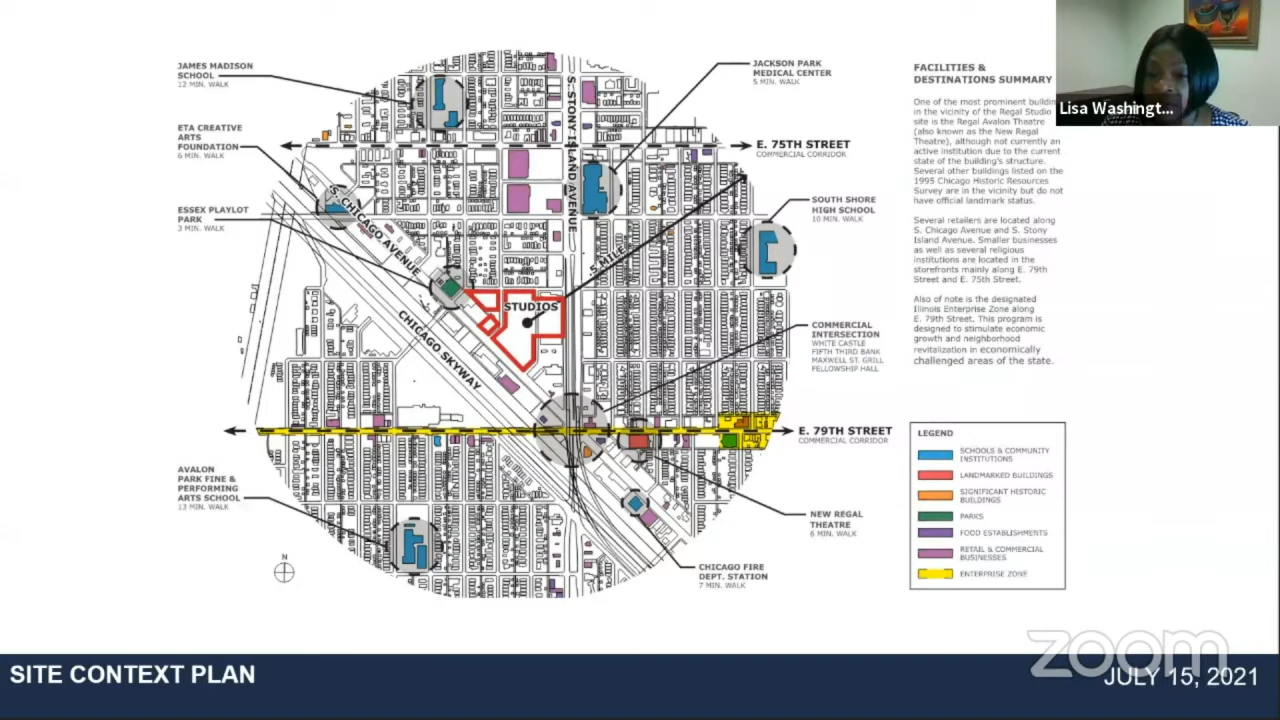 JAMES MADISON
SCHOOL
12 MIN. WALK
ETA CREATIVE
ARTS
FOUNDATION
6 MIN. WALK
ESSEX PLAYLOT
PARK
3 MIN. WALK
AVALON
PARK FINE &
PERFORMING
ARTS SCHOOL
13 MIN. WALK
N
S. STONY ISLAND AVENUE
S. CHICAGO AVENUE
CHICAGO SKYWAY
STUDIOS
.5 MILE
JACKSON PARK
MEDICAL CENTER
5 MIN. WALK
E. 75TH STREET
COMMERCIAL CORRIDOR
SOUTH SHORE
HIGH SCHOOL
10 MIN. WALK
COMMERCIAL
INTERSECTION
WHITE CASTLE
FIFTH THIRD BANK
MAXWELL ST. GRILL
FELLOWSHIP HALL
E. 79TH STREET
COMMERCIAL CORRIDOR
NEW REGAL
THEATRE
6 MIN. WALK
CHICAGO FIRE
DEPT. STATION
7 MIN. WALK
FACILITIES &
DESTINATIONS SUMMARY
One of the most prominent buildin
in the vicinity of the Regal Studio
site is the Regal Avalon Theatre
(also known as the New Regal
Theatre), although not currently an
active institution due to the current
state of the building's structure.
Several other buildings listed on the
1995 Chicago Historic Resources
Survey are in the vicinity but do not
have official landmark status.
Several retailers are located along
S. Chicago Avenue and S. Stony
Island Avenue. Smaller businesses
as well as several religious
institutions are located in the
storefronts mainly along E. 79th
Street and E. 75th Street.
Also of note is the designated
Illinois Enterprise Zone along
E. 79th Street. This program is
designed to stimulate economic
growth and neighborhood
revitalization in economically
challenged areas of the state.
LEGEND
SCHOOLS & COMMUNITY
INSTITUTIONS
LANDMARKED BUILDINGS
SIGNIFICANT HISTORIC
BUILDINGS
PARKS
FOOD ESTABLISHMENTS
RETAIL & COMMERCIAL
BUSINESSES
ENTERPRISE ZONE
Lisa Washingt...
zoom
SITE CONTEXT PLAN
JULY 15, 2021